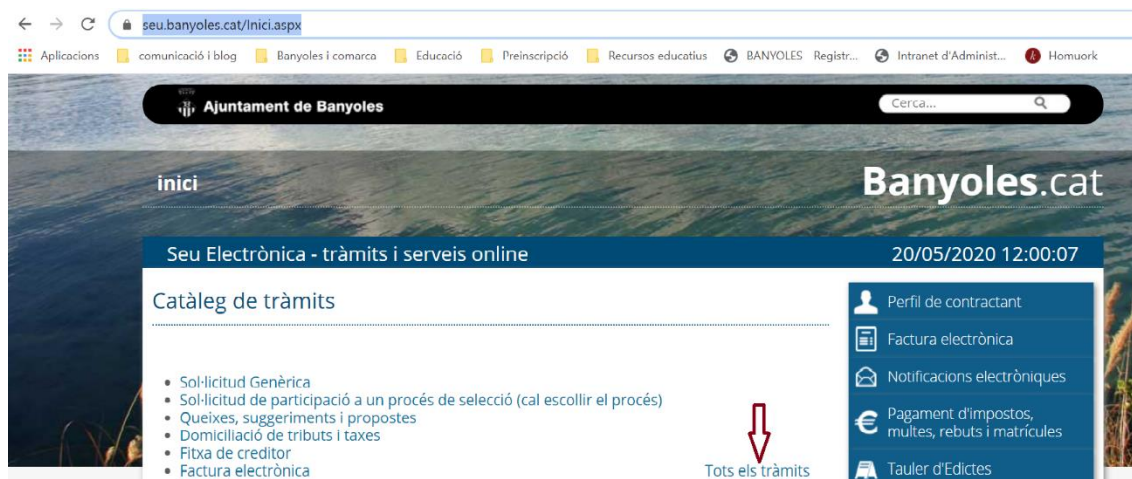 seu.banyoles.cat/Inici.aspx
Aplicacions comunicació i blog Banyoles i comarca Educació Preinscripció Recursos educatius BANYOLES Registr... Intranet d'Administ... Homuork
Ajuntament de Banyoles
Cerca...
inici
Banyoles.cat
Seu Electrònica - tràmits i serveis online
20/05/2020 12:00:07
Catàleg de tràmits
Sol·licitud Genèrica
Sol·licitud de participació a un procés de selecció (cal escollir el procés)
Queixes, suggeriments i propostes
Domiciliació de tributs i taxes
Fitxa de creditor
Factura electrònica
Tots els tràmits
Perfil de contractant
Factura electrònica
Notificacions electròniques
Pagament d'impostos,
multes, rebuts i matrícules
Tauler d'Edictes